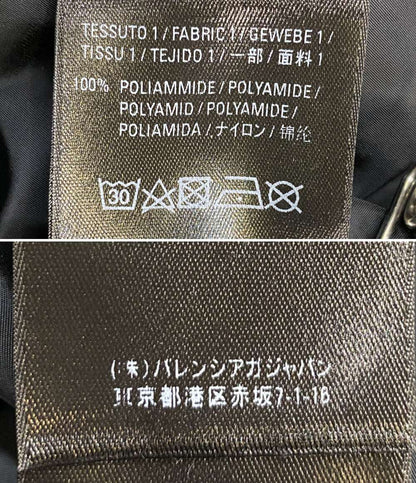 TESSUTO 1 / FABRIC 1 / GEWEBE 1 /
TISSU 1 / TEJIDO 1 / 一部 / 面料 1
100% POLIAMMIDE / POLYAMIDE /
POLYAMID / POLYAMIDE /
POLIAMIDA / ナイロン / 锦纶
30
(株)バレンシアガジャパン
東京都港区赤坂7-1-16